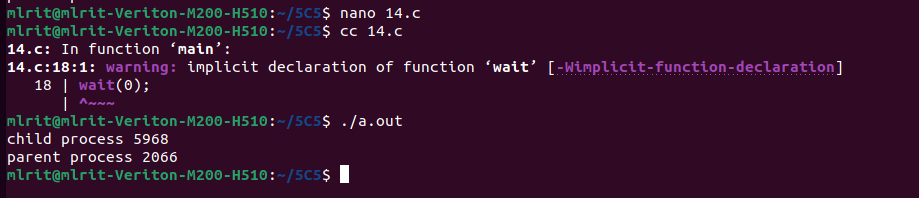 mlrit@mlrit-Veriton-M200-H510:~/5C5$ nano 14.c
mlrit@mlrit-Veriton-M200-H510:~/5C5$ cc 14.c
14.c: In function ‘main’:
14.c:18:1: warning: implicit declaration of function ‘wait’ [-Wimplicit-function-declaration]
   18 | wait(0);
      | ^~~~
mlrit@mlrit-Veriton-M200-H510:~/5C5$ ./a.out
child process 5968
parent process 2066
mlrit@mlrit-Veriton-M200-H510:~/5C5$